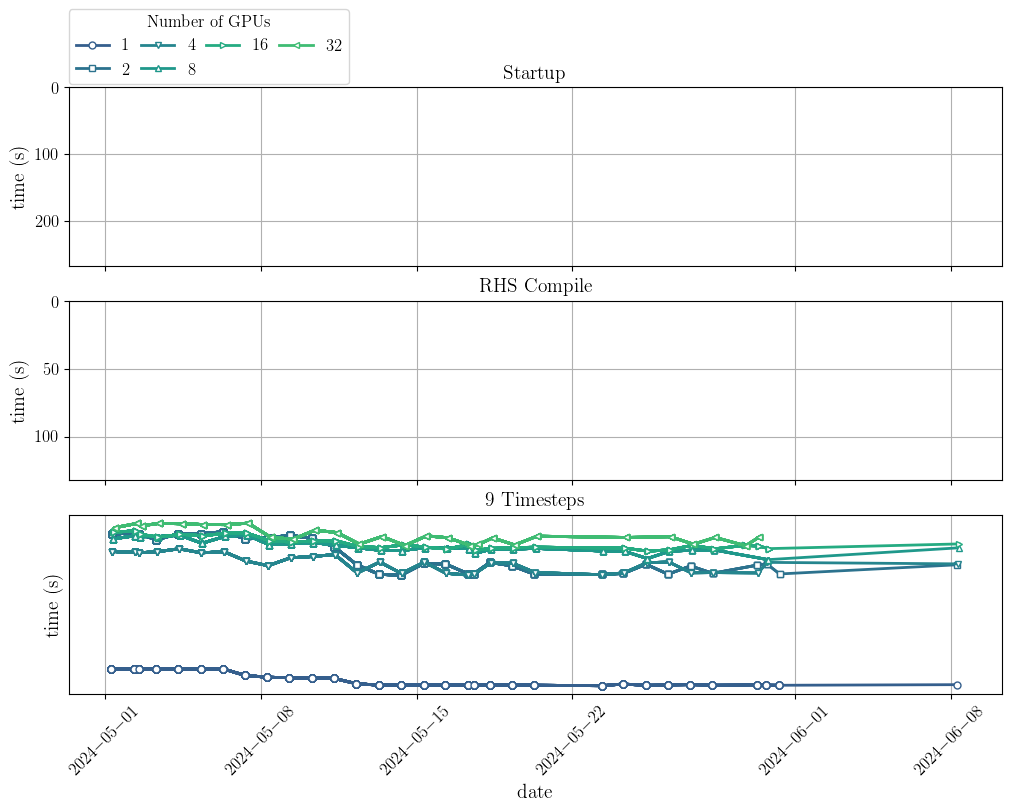 Number of GPUs
1 4 16 32
2 8
Startup
0
100
200
time (s)
RHS Compile
0
50
100
time (s)
9 Timesteps
time (s)
2024−05−01 2024−05−08 2024−05−15 2024−05−22 2024−06−01 2024−06−08
date